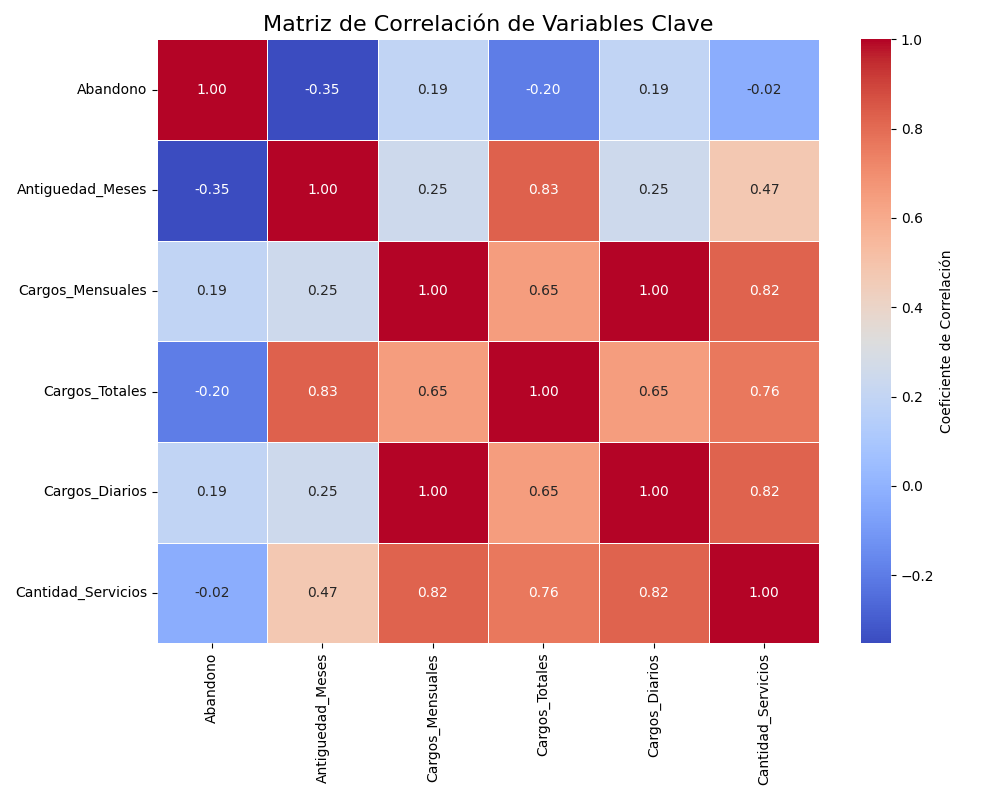 Matriz de Correlación de Variables Clave
Abandono 1.00 -0.35 0.19 -0.20 0.19 -0.02
Antiguedad_Meses -0.35 1.00 0.25 0.83 0.25 0.47
Cargos_Mensuales 0.19 0.25 1.00 0.65 1.00 0.82
Cargos_Totales -0.20 0.83 0.65 1.00 0.65 0.76
Cargos_Diarios 0.19 0.25 1.00 0.65 1.00 0.82
Cantidad_Servicios -0.02 0.47 0.82 0.76 0.82 1.00
Abandono
Antiguedad_Meses
Cargos_Mensuales
Cargos_Totales
Cargos_Diarios
Cantidad_Servicios
1.0
0.8
0.6
0.4
0.2
0.0
−0.2
Coeficiente de Correlación